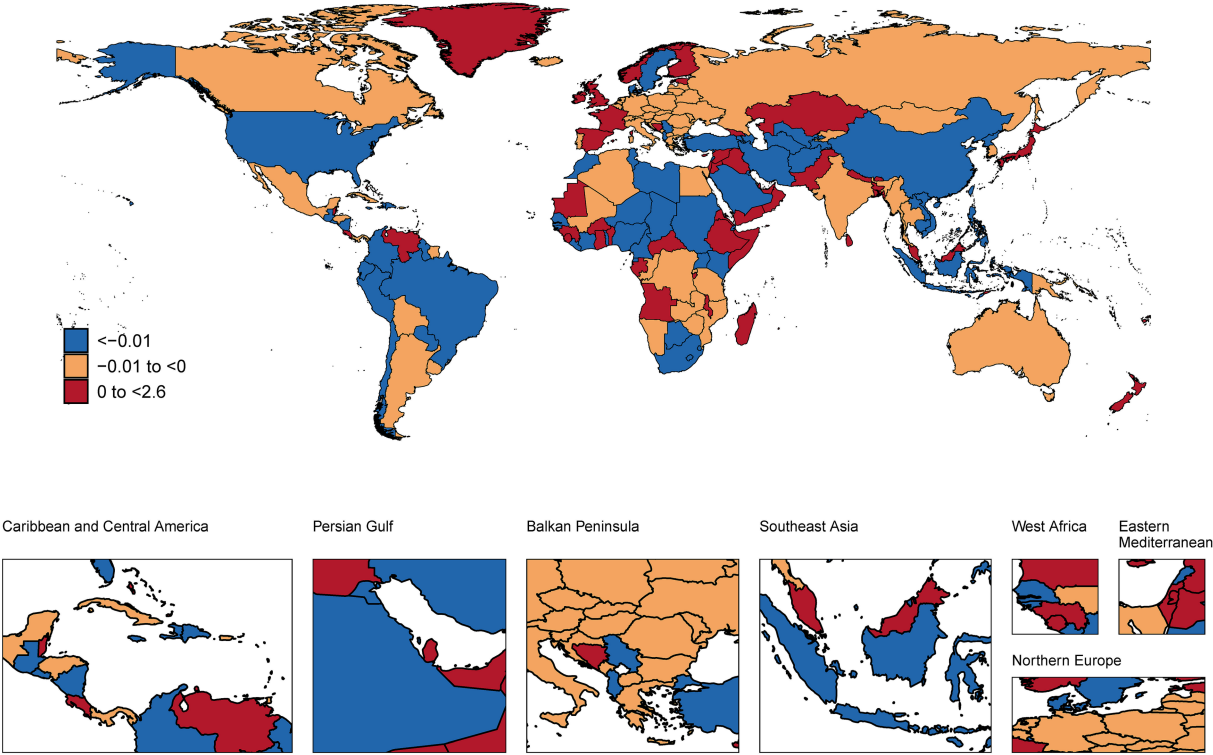 <−0.01
−0.01 to <0
0 to <2.6
Caribbean and Central America
Persian Gulf
Balkan Peninsula
Southeast Asia
West Africa
Eastern
Mediterranean
Northern Europe